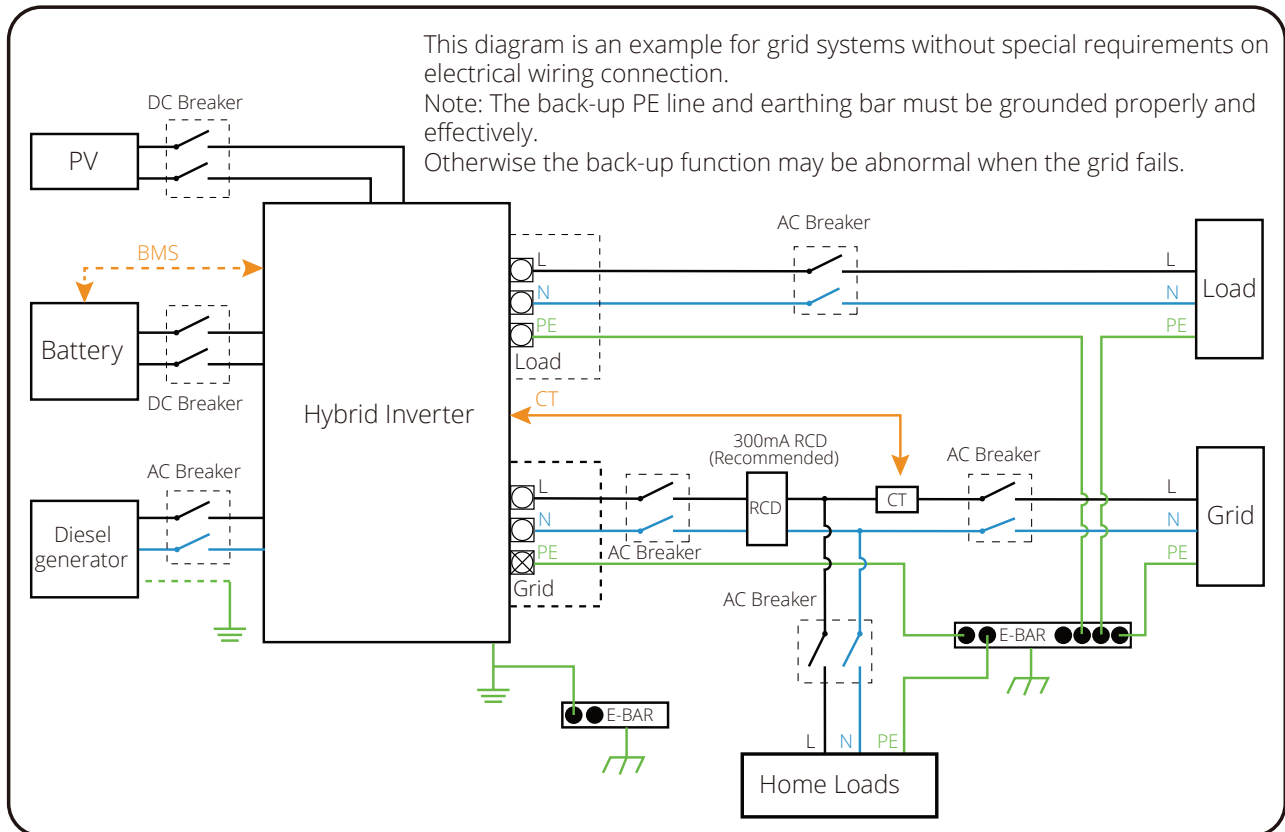 This diagram is an example for grid systems without special requirements on
electrical wiring connection.
Note: The back-up PE line and earthing bar must be grounded properly and
effectively.
Otherwise the back-up function may be abnormal when the grid fails.
DC Breaker
PV
BMS
Battery
DC Breaker
AC Breaker
Diesel
generator
Hybrid Inverter
L
N
PE
Load
AC Breaker
L
N
PE
Load
CT
300mA RCD
(Recommended)
L
N
PE
Grid
AC Breaker
RCD
CT
AC Breaker
L
N
PE
Grid
AC Breaker
E-BAR
E-BAR
L
N
PE
Home Loads